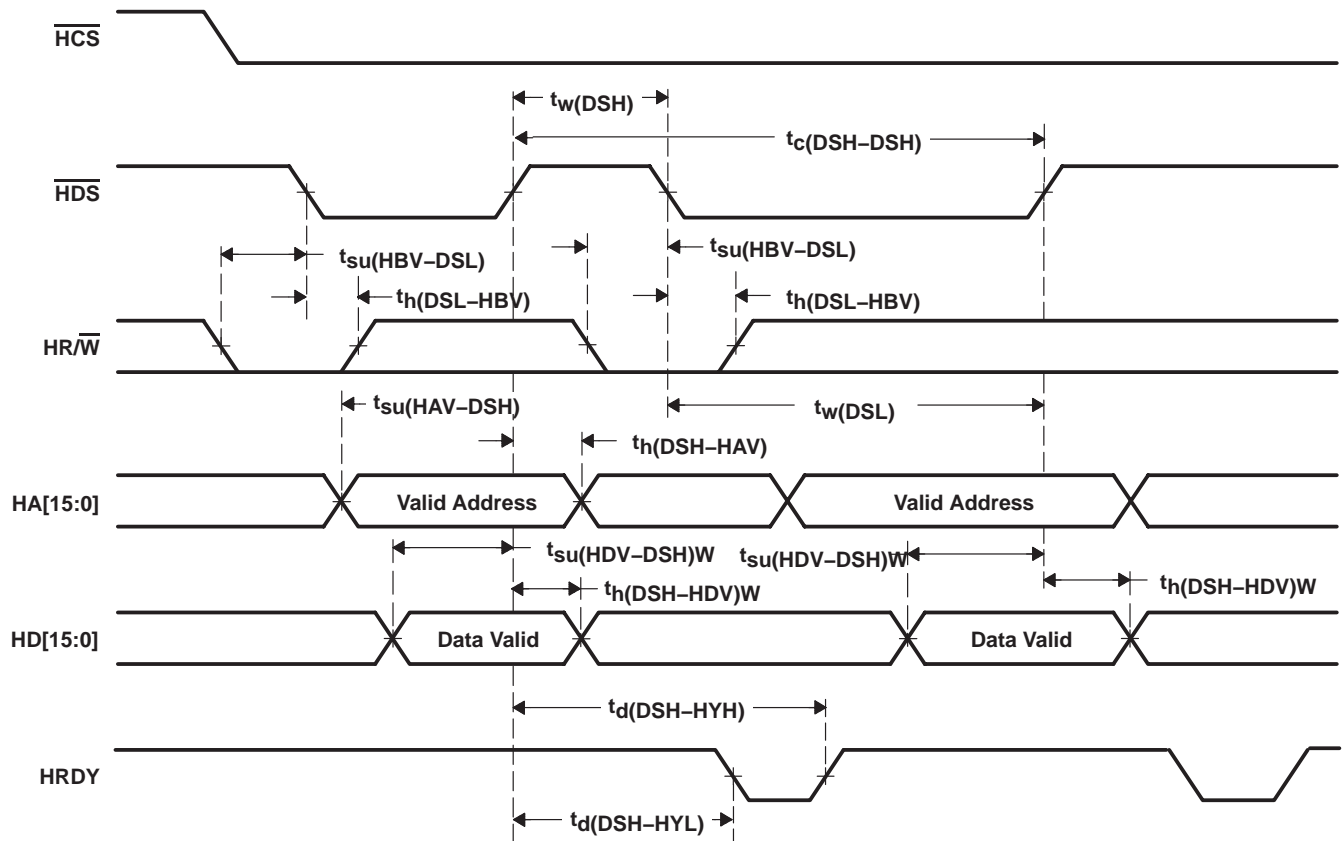 H̅C̅S̅
tw(DSH)
tc(DSH–DSH)
H̅D̅S̅
tsu(HBV–DSL)
tsu(HBV–DSL)
th(DSL–HBV)
th(DSL–HBV)
HR/W̅
tsu(HAV–DSH)
tw(DSL)
th(DSH–HAV)
HA[15:0]
Valid Address
Valid Address
tsu(HDV–DSH)W
tsu(HDV–DSH)W
th(DSH–HDV)W
th(DSH–HDV)W
HD[15:0]
Data Valid
Data Valid
td(DSH–HYH)
HRDY
td(DSH–HYL)